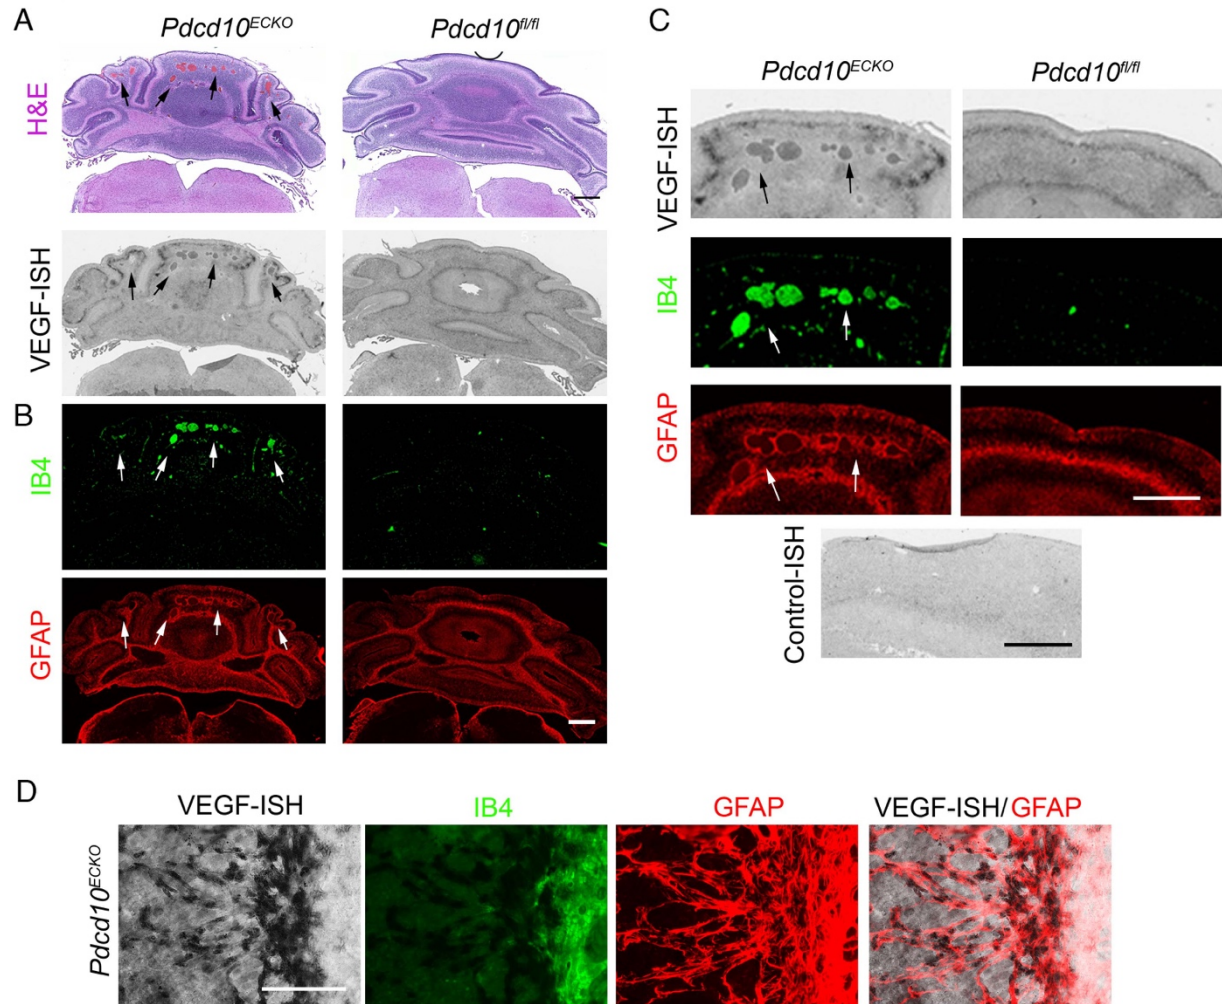 A
Pdcd10ECKO
Pdcd10fl/fl
H&E
VEGF-ISH
B
IB4
GFAP
C
Pdcd10ECKO
Pdcd10fl/fl
VEGF-ISH
IB4
GFAP
Control-ISH
D
VEGF-ISH
IB4
GFAP
VEGF-ISH/GFAP
Pdcd10ECKO